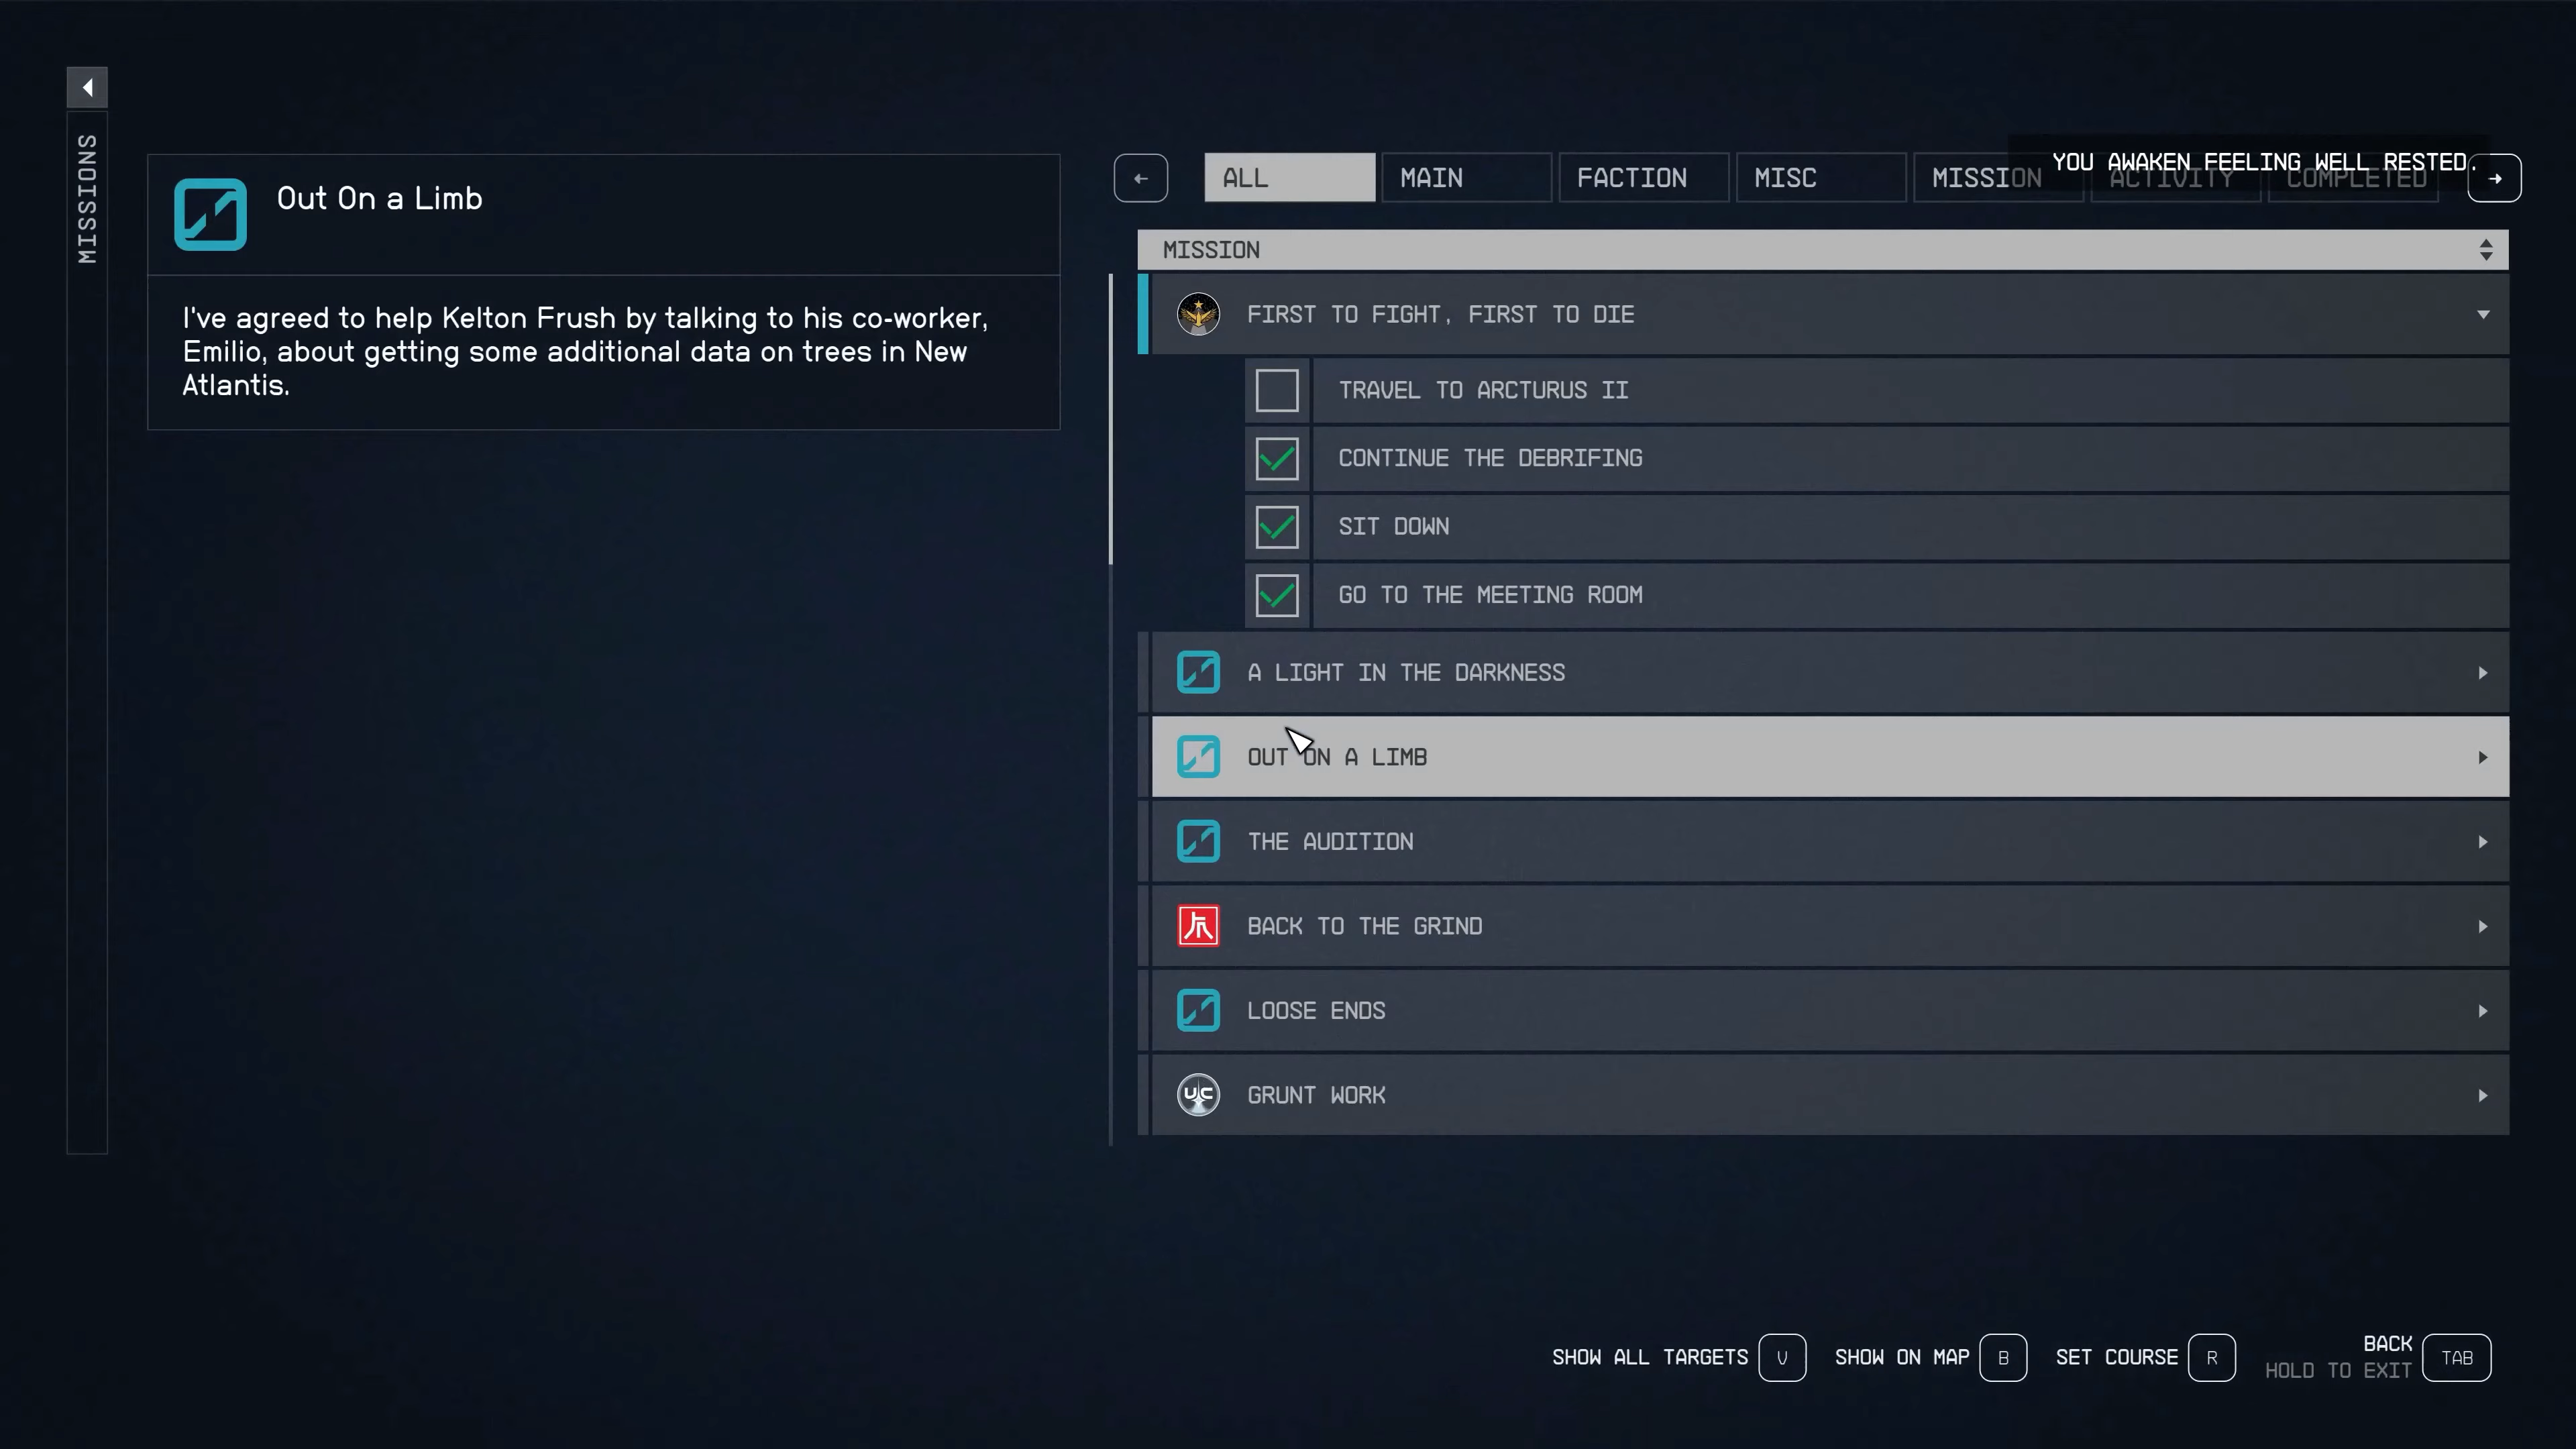 MISSIONS
Out On a Limb
I've agreed to help Kelton Frush by talking to his co-worker,
Emilio, about getting some additional data on trees in New
Atlantis.
ALL
MAIN
FACTION
MISC
MISSION
ACTIVITY
COMPLETED
YOU AWAKEN FEELING WELL RESTED.
MISSION
FIRST TO FIGHT, FIRST TO DIE
TRAVEL TO ARCTURUS II
CONTINUE THE DEBRIFING
SIT DOWN
GO TO THE MEETING ROOM
A LIGHT IN THE DARKNESS
OUT ON A LIMB
THE AUDITION
BACK TO THE GRIND
LOOSE ENDS
UC
GRUNT WORK
SHOW ALL TARGETS V
SHOW ON MAP B
SET COURSE R
BACK
HOLD TO EXIT
TAB